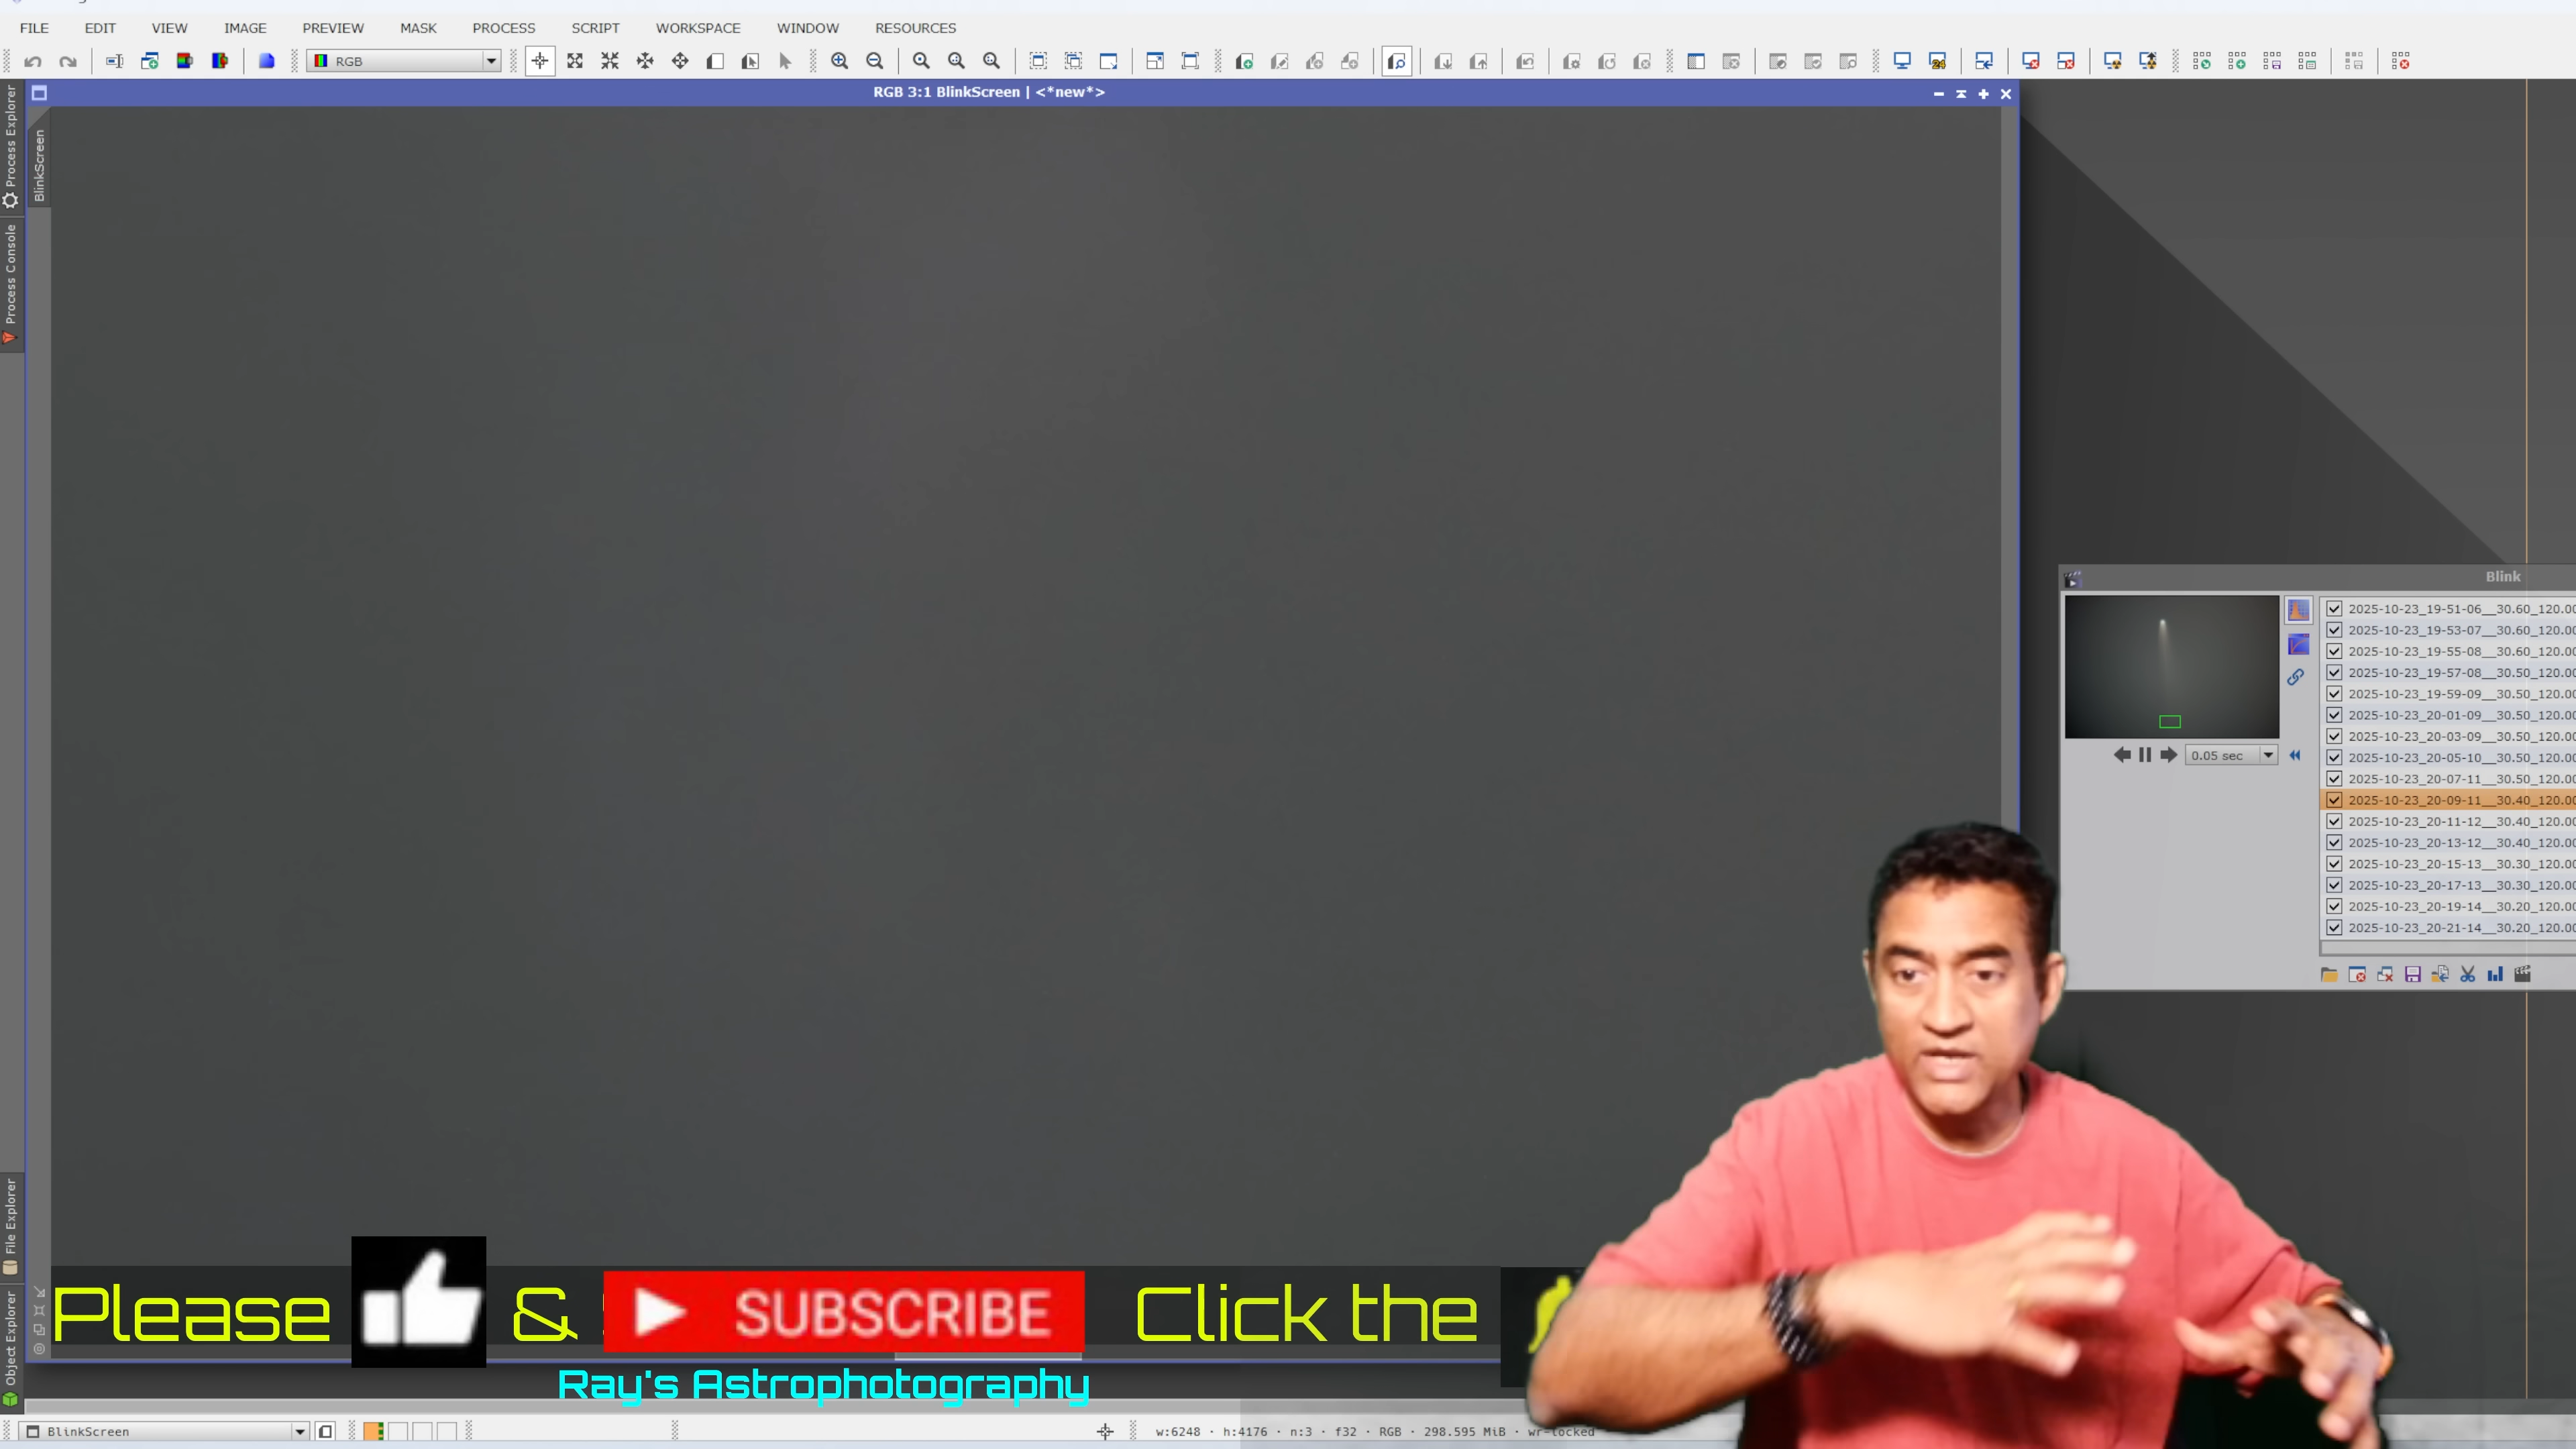 FILE EDIT VIEW IMAGE PREVIEW MASK PROCESS SCRIPT WORKSPACE WINDOW RESOURCES
RGB
24
RGB 3:1 BlinkScreen | <*new*>
Process Explorer
BlinkScreen
Process Console
File Explorer
Object Explorer
Blink
2025-10-23_19-51-06__30.60_120.00
2025-10-23_19-53-07__30.60_120.00
2025-10-23_19-55-08__30.60_120.00
2025-10-23_19-57-08__30.50_120.00
2025-10-23_19-59-09__30.50_120.00
2025-10-23_20-01-09__30.50_120.00
2025-10-23_20-03-09__30.50_120.00
2025-10-23_20-05-10__30.50_120.00
2025-10-23_20-07-11__30.50_120.00
2025-10-23_20-09-11__30.40_120.00
2025-10-23_20-11-12__30.40_120.00
2025-10-23_20-13-12__30.40_120.00
2025-10-23_20-15-13__30.30_120.00
2025-10-23_20-17-13__30.30_120.00
2025-10-23_20-19-14__30.20_120.00
2025-10-23_20-21-14__30.20_120.00
0.05 sec
Please & SUBSCRIBE Click the
Ray's Astrophotography
BlinkScreen
w:6248 · h:4176 · n:3 · f32 · RGB · 298.595 MiB · wr-locked